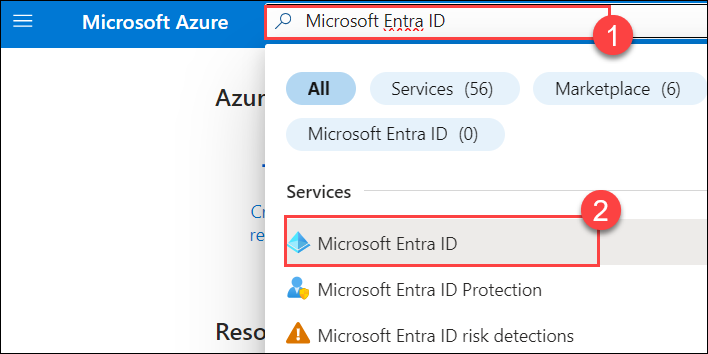 Microsoft Azure
Microsoft Entra ID
1
Azur
All
Services (56)
Marketplace (6)
Microsoft Entra ID (0)
Services
2
Cr
re
Microsoft Entra ID
Microsoft Entra ID Protection
Reso
Microsoft Entra ID risk detections